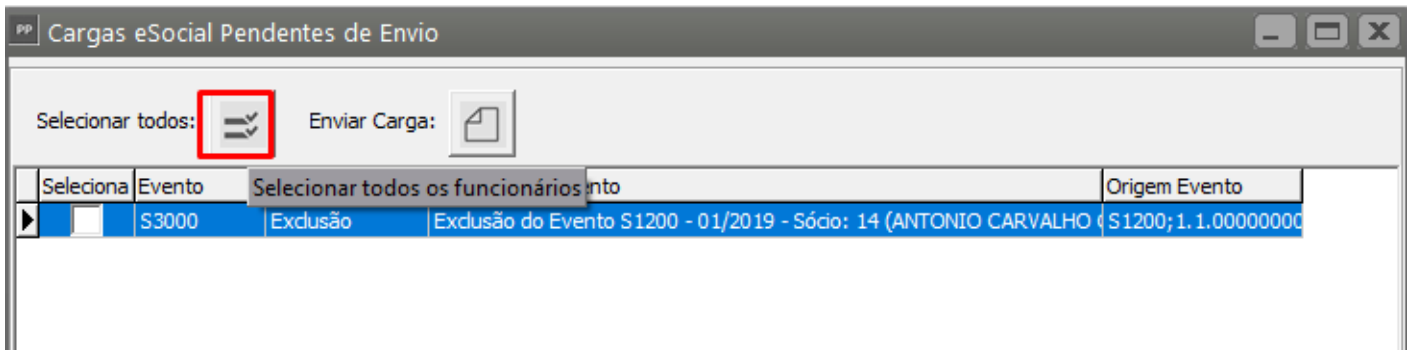 PP Cargas eSocial Pendentes de Envio
Selecionar todos: Enviar Carga:
Seleciona Evento Selecionar todos os funcionários nto Origem Evento
S3000 Exclusão Exclusão do Evento S1200 - 01/2019 - Sócio: 14 (ANTONIO CARVALHO S1200;1.1.00000000